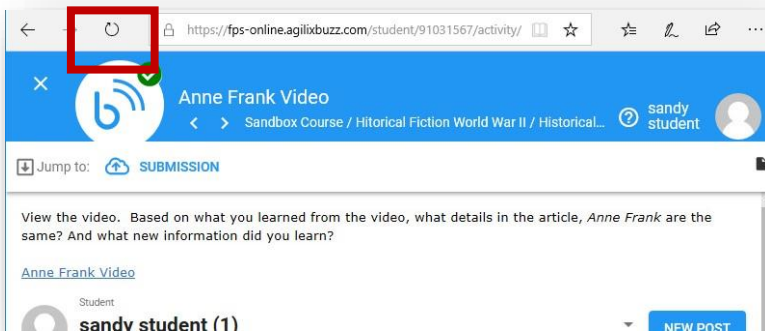 https://fps-online.agilixbuzz.com/student/91031567/activity/
Anne Frank Video
Sandbox Course / Hitorical Fiction World War II / Historical...
sandy
student
Jump to: SUBMISSION
View the video. Based on what you learned from the video, what details in the article, Anne Frank are the
same? And what new information did you learn?
Anne Frank Video
Student
sandy student (1)
NEW POST